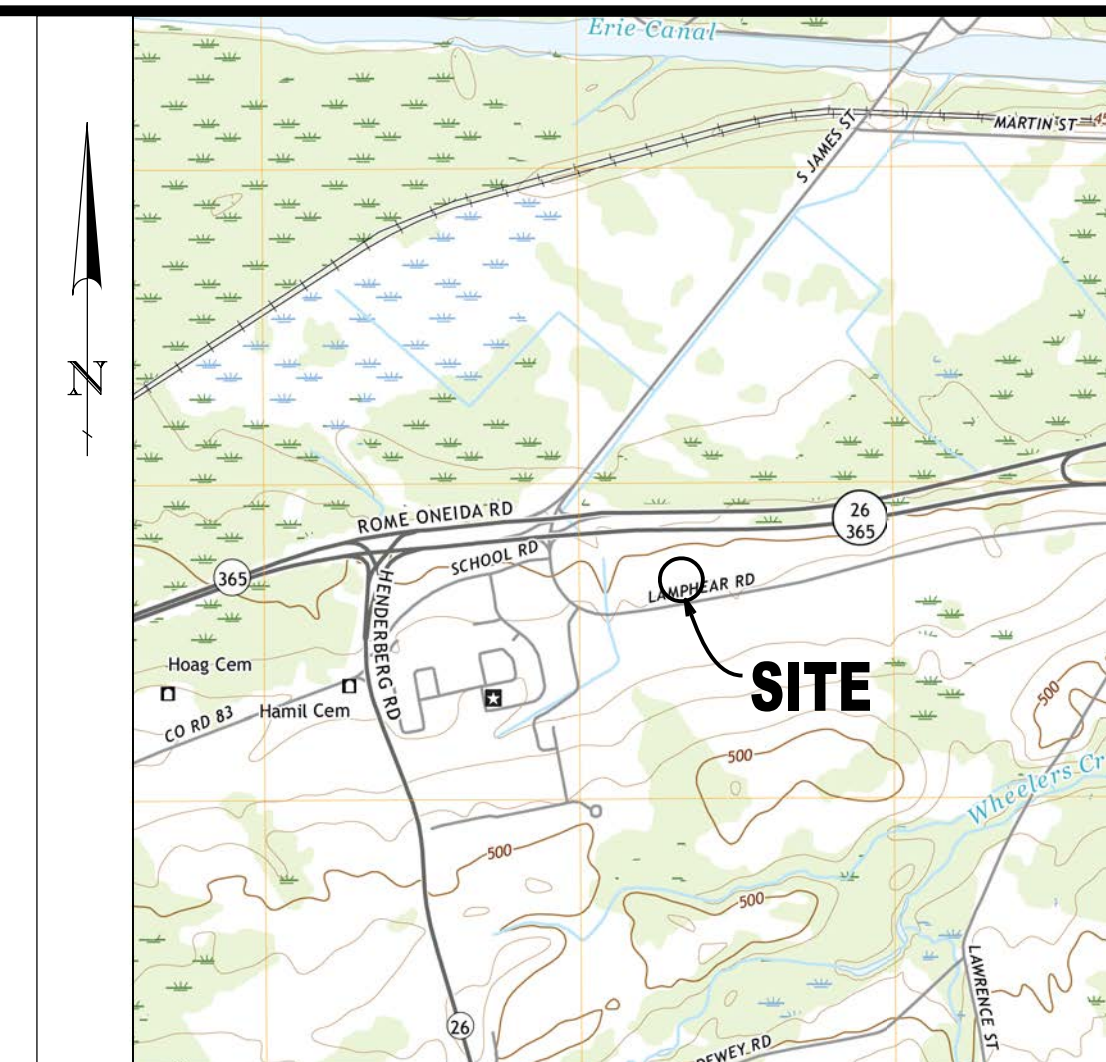 Erie Canal
S JAMES ST
MARTIN ST
N
ROME ONEIDA RD
26
365
SCHOOL RD
365
HENDERBERG RD
LAMPHEAR RD
SITE
Hoag Cem
Hamil Cem
CO RD 83
500
500
Wheelers Cr
500
500
LAWRENCE ST
26
DEWEY RD